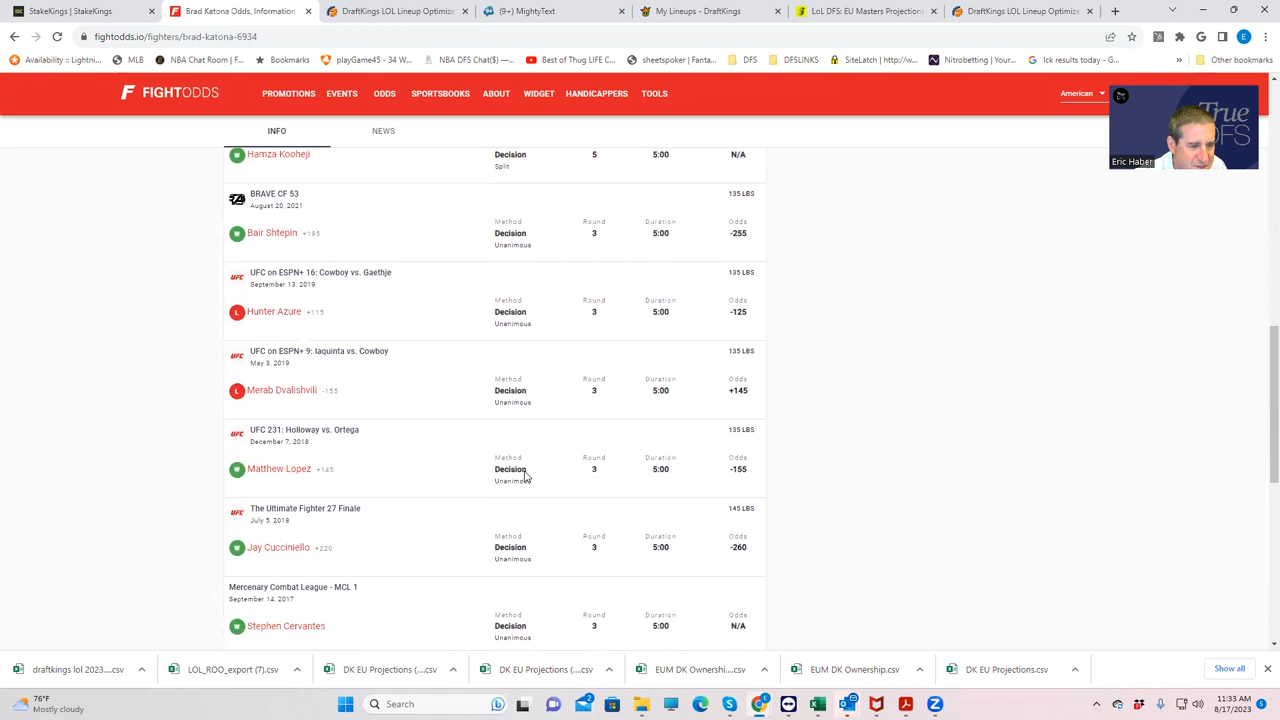 StakeKings | StakeKings
Brad Katona Odds, UFC, Info
DraftKings LOL Lineup Optimize
MightyText
My Lineups – DraftKings
LoL DFS: EU Masters Projection
DraftKings LOL Lineup Optimize
fightodds.io/fighters/brad-katona-6934
Availability :: Lightni...
MLB
NBA Chat Room !
Bookmarks
playGame45 - 34 W...
NBA DFS Chat($) —...
Best of Thug LIFE C...
sheetspoker | Fanta...
DFS
DFSLINKS
SiteLatch | http://w...
Nitrobetting | Your...
Ick results today - G...
Other bookmarks
FIGHTODDS
PROMOTIONS EVENTS ODDS SPORTSBOOKS ABOUT WIDGET HANDICAPPERS TOOLS
American
INFO NEWS
True
DFS
Eric Haber
Hamza Kooheji Decision 5 5:00 N/A
Split
BRAVE CF 53 135 LBS
August 20, 2021
Method Round Duration Odds
Bair Shtepin +195 Decision 3 5:00 -255
Unanimous
UFC on ESPN+ 16: Cowboy vs. Gaethje 135 LBS
September 13, 2019
Method Round Duration Odds
L Hunter Azure +115 Decision 3 5:00 -125
Unanimous
UFC on ESPN+ 9: Iaquinta vs. Cowboy 135 LBS
May 3, 2019
Method Round Duration Odds
L Merab Dvalishvili -155 Decision 3 5:00 +145
Unanimous
UFC 231: Holloway vs. Ortega 135 LBS
December 7, 2018
Method Round Duration Odds
W Matthew Lopez +145 Decision 3 5:00 -155
Unanimous
The Ultimate Fighter 27 Finale 145 LBS
July 5, 2018
Method Round Duration Odds
W Jay Cucciniello +220 Decision 3 5:00 -260
Unanimous
Mercenary Combat League - MCL 1
September 14, 2017
Method Round Duration Odds
W Stephen Cervantes Decision 3 5:00 N/A
Unanimous
draftkings lol 2023....csv
LOL_ROO_export (7).csv
DK EU Projections (....csv
DK EU Projections (....csv
EUM DK Ownershi....csv
EUM DK Ownership.csv
DK EU Projections.csv
Show all
76°F
Mostly cloudy
Search
11:33 AM
8/17/2023